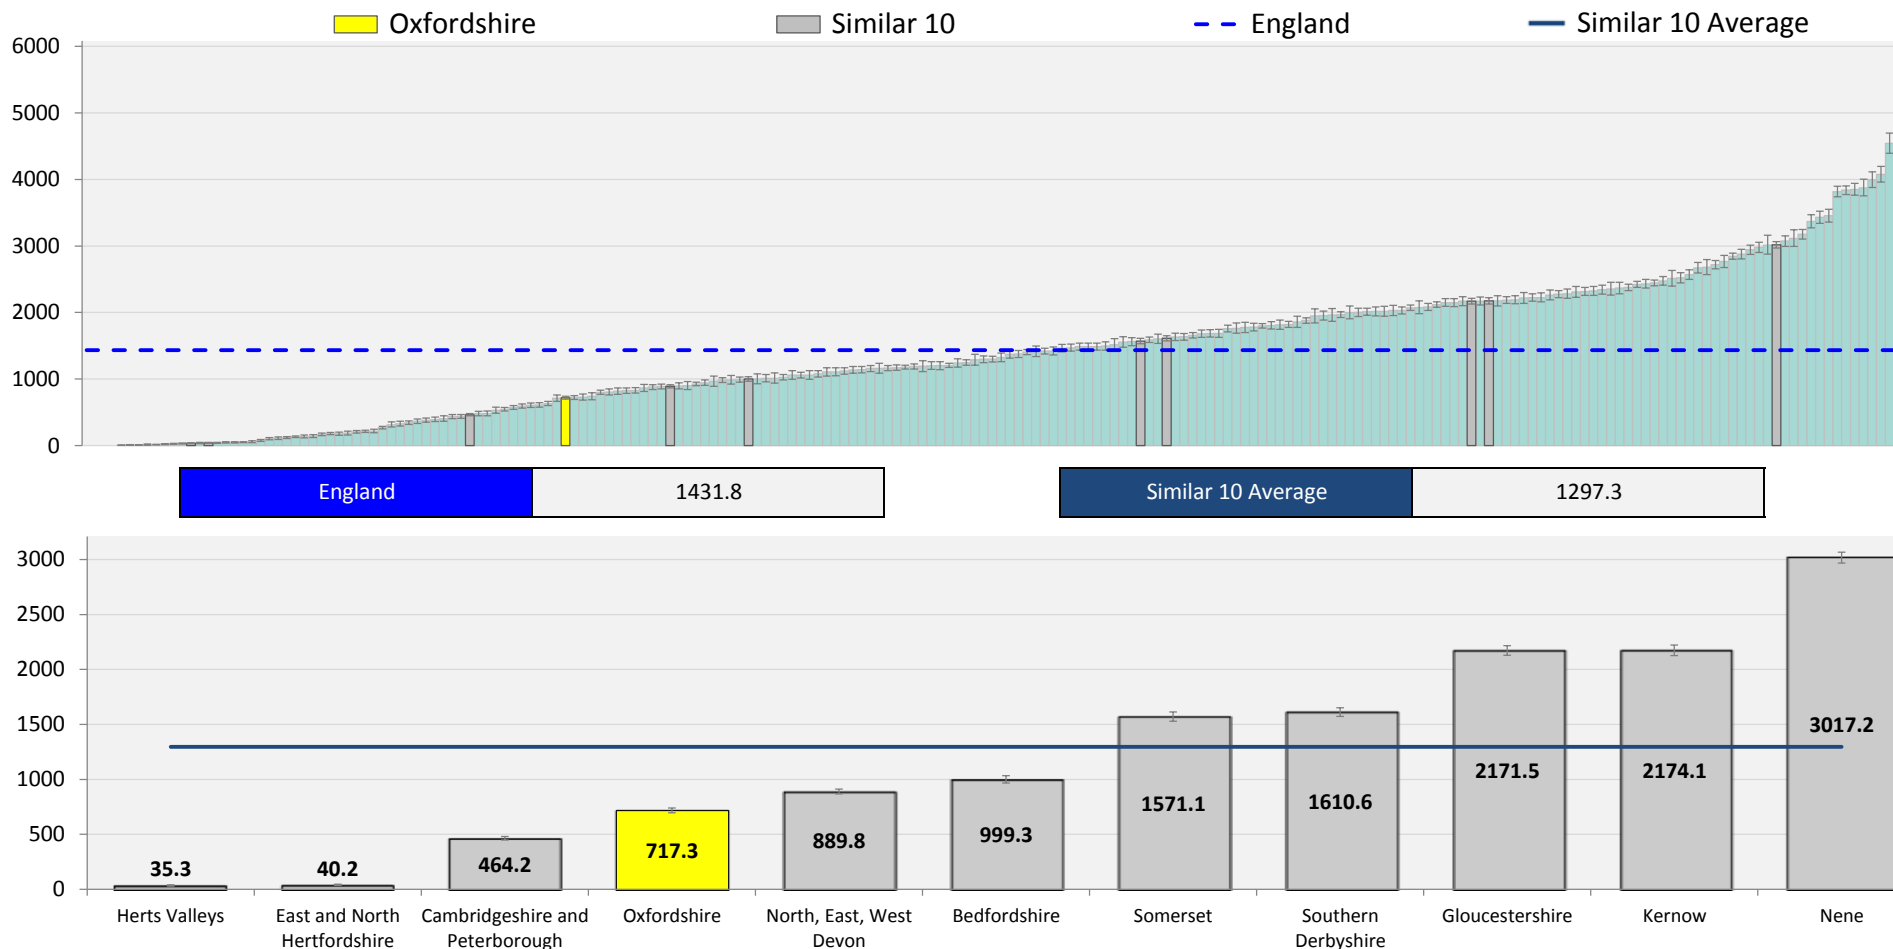 Oxfordshire
Similar 10
England
Similar 10 Average
6000
5000
4000
3000
2000
1000
0
England
1431.8
Similar 10 Average
1297.3
3000
2500
2000
1500
1000
500
0
35.3
40.2
464.2
717.3
889.8
999.3
1571.1
1610.6
2171.5
2174.1
3017.2
Herts Valleys
East and North
Hertfordshire
Cambridgeshire and
Peterborough
Oxfordshire
North, East, West
Devon
Bedfordshire
Somerset
Southern
Derbyshire
Gloucestershire
Kernow
Nene